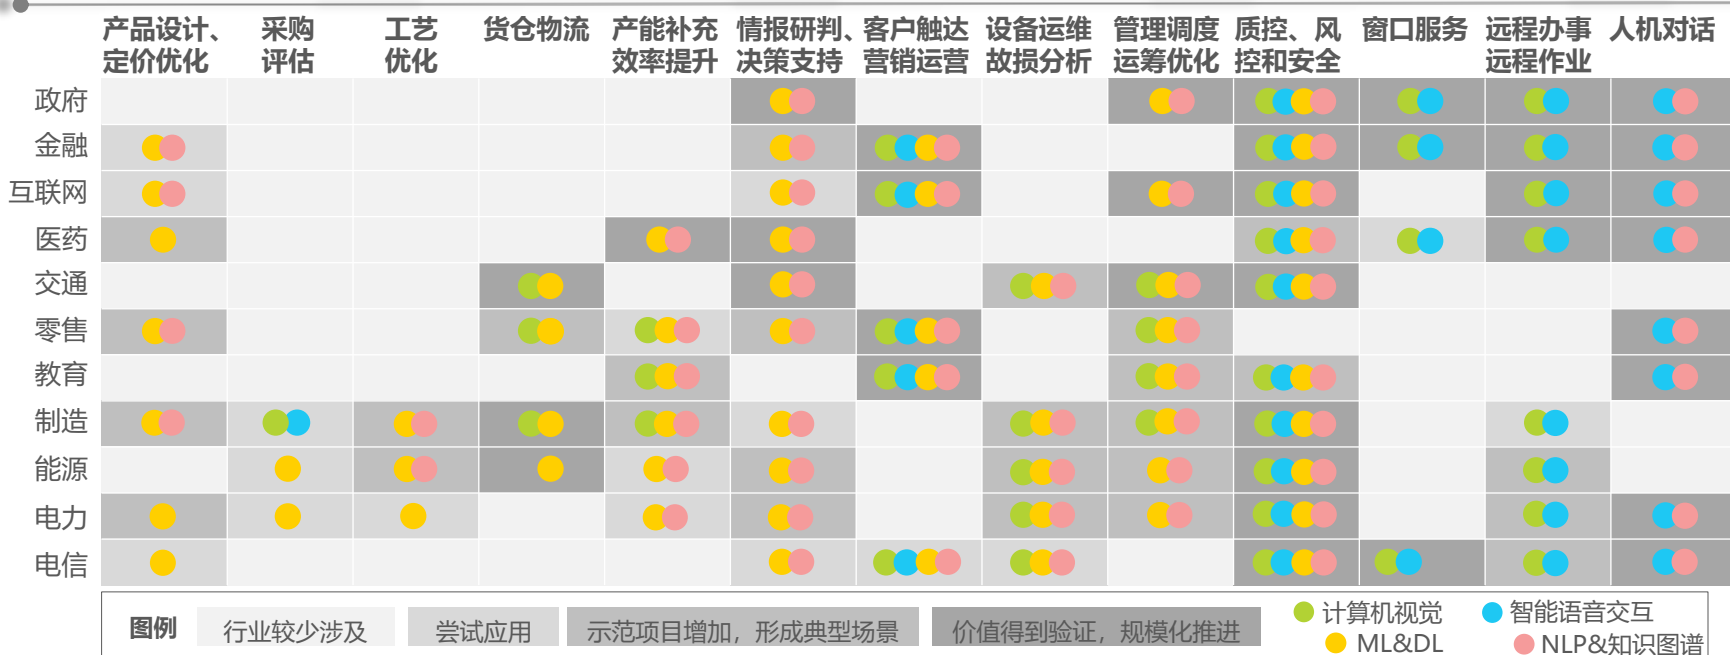 产品设计、 采购 工艺 货仓物流 产能补充 情报研判、 客户触达 设备运维 管理调度 质控、风 窗口服务 远程办事 人机对话
定价优化 评估 优化 效率提升 决策支持 营销运营 故损分析 运筹优化 控和安全 远程作业
政府
金融
互联网
医药
交通
零售
教育
制造
能源
电力
电信
图例 行业较少涉及 尝试应用 示范项目增加，形成典型场景 价值得到验证，规模化推进 计算机视觉 智能语音交互
ML&DL NLP&知识图谱